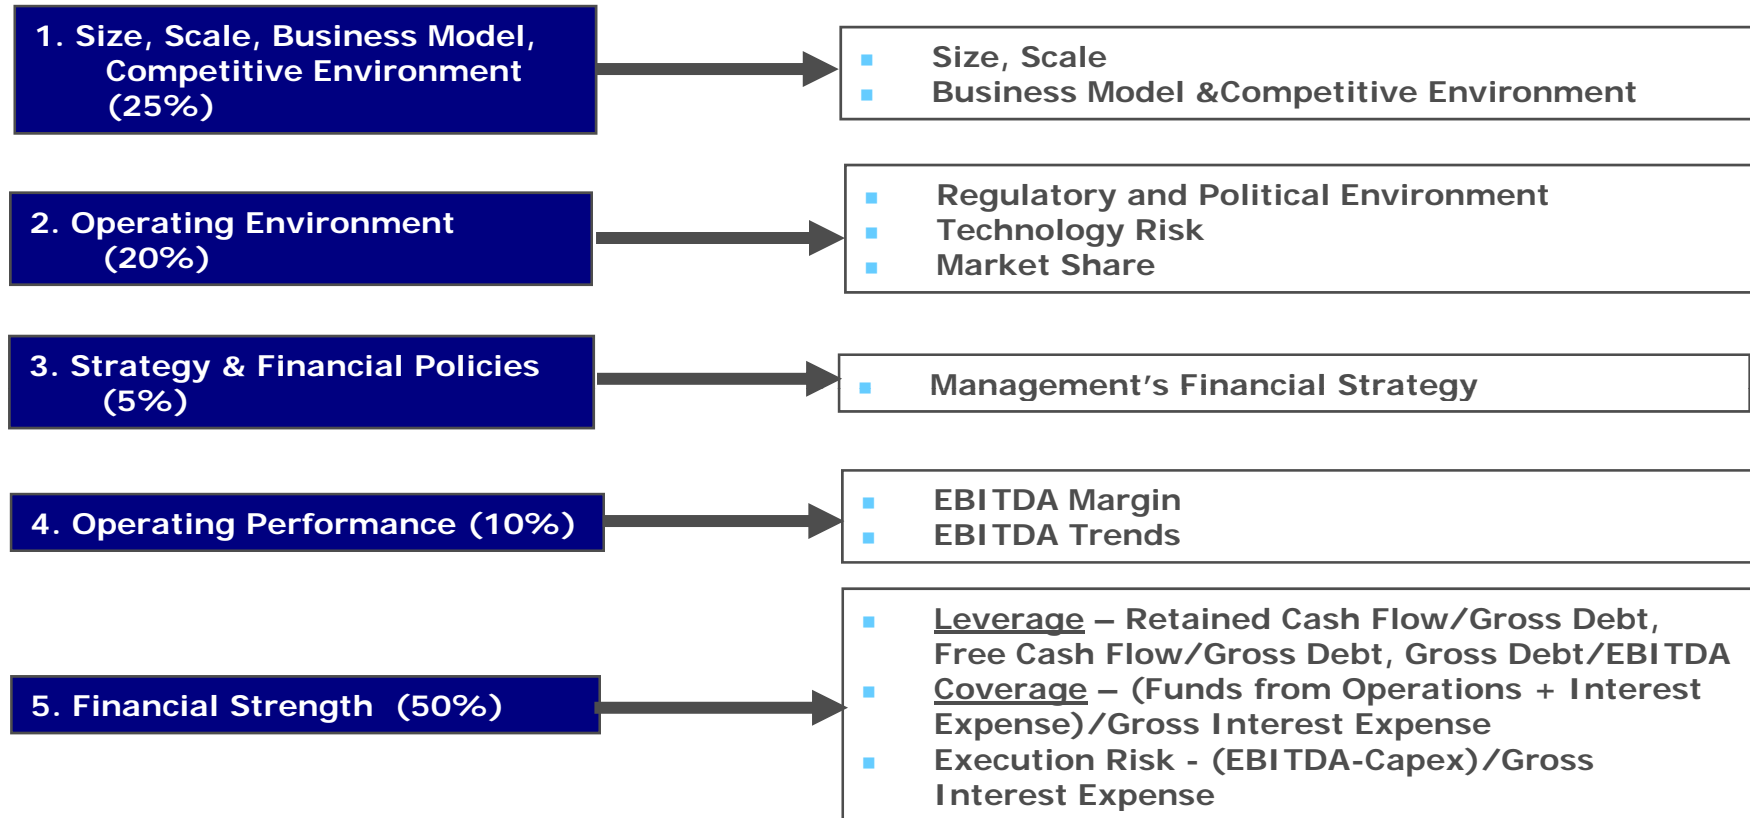 1. Size, Scale, Business Model,
Competitive Environment
(25%)
▪ Size, Scale
▪ Business Model &Competitive Environment
2. Operating Environment
(20%)
▪ Regulatory and Political Environment
▪ Technology Risk
▪ Market Share
3. Strategy & Financial Policies
(5%)
▪ Management’s Financial Strategy
4. Operating Performance (10%)
▪ EBITDA Margin
▪ EBITDA Trends
5. Financial Strength (50%)
▪ Leverage – Retained Cash Flow/Gross Debt,
Free Cash Flow/Gross Debt, Gross Debt/EBITDA
▪ Coverage – (Funds from Operations + Interest
Expense)/Gross Interest Expense
▪ Execution Risk - (EBITDA-Capex)/Gross
Interest Expense